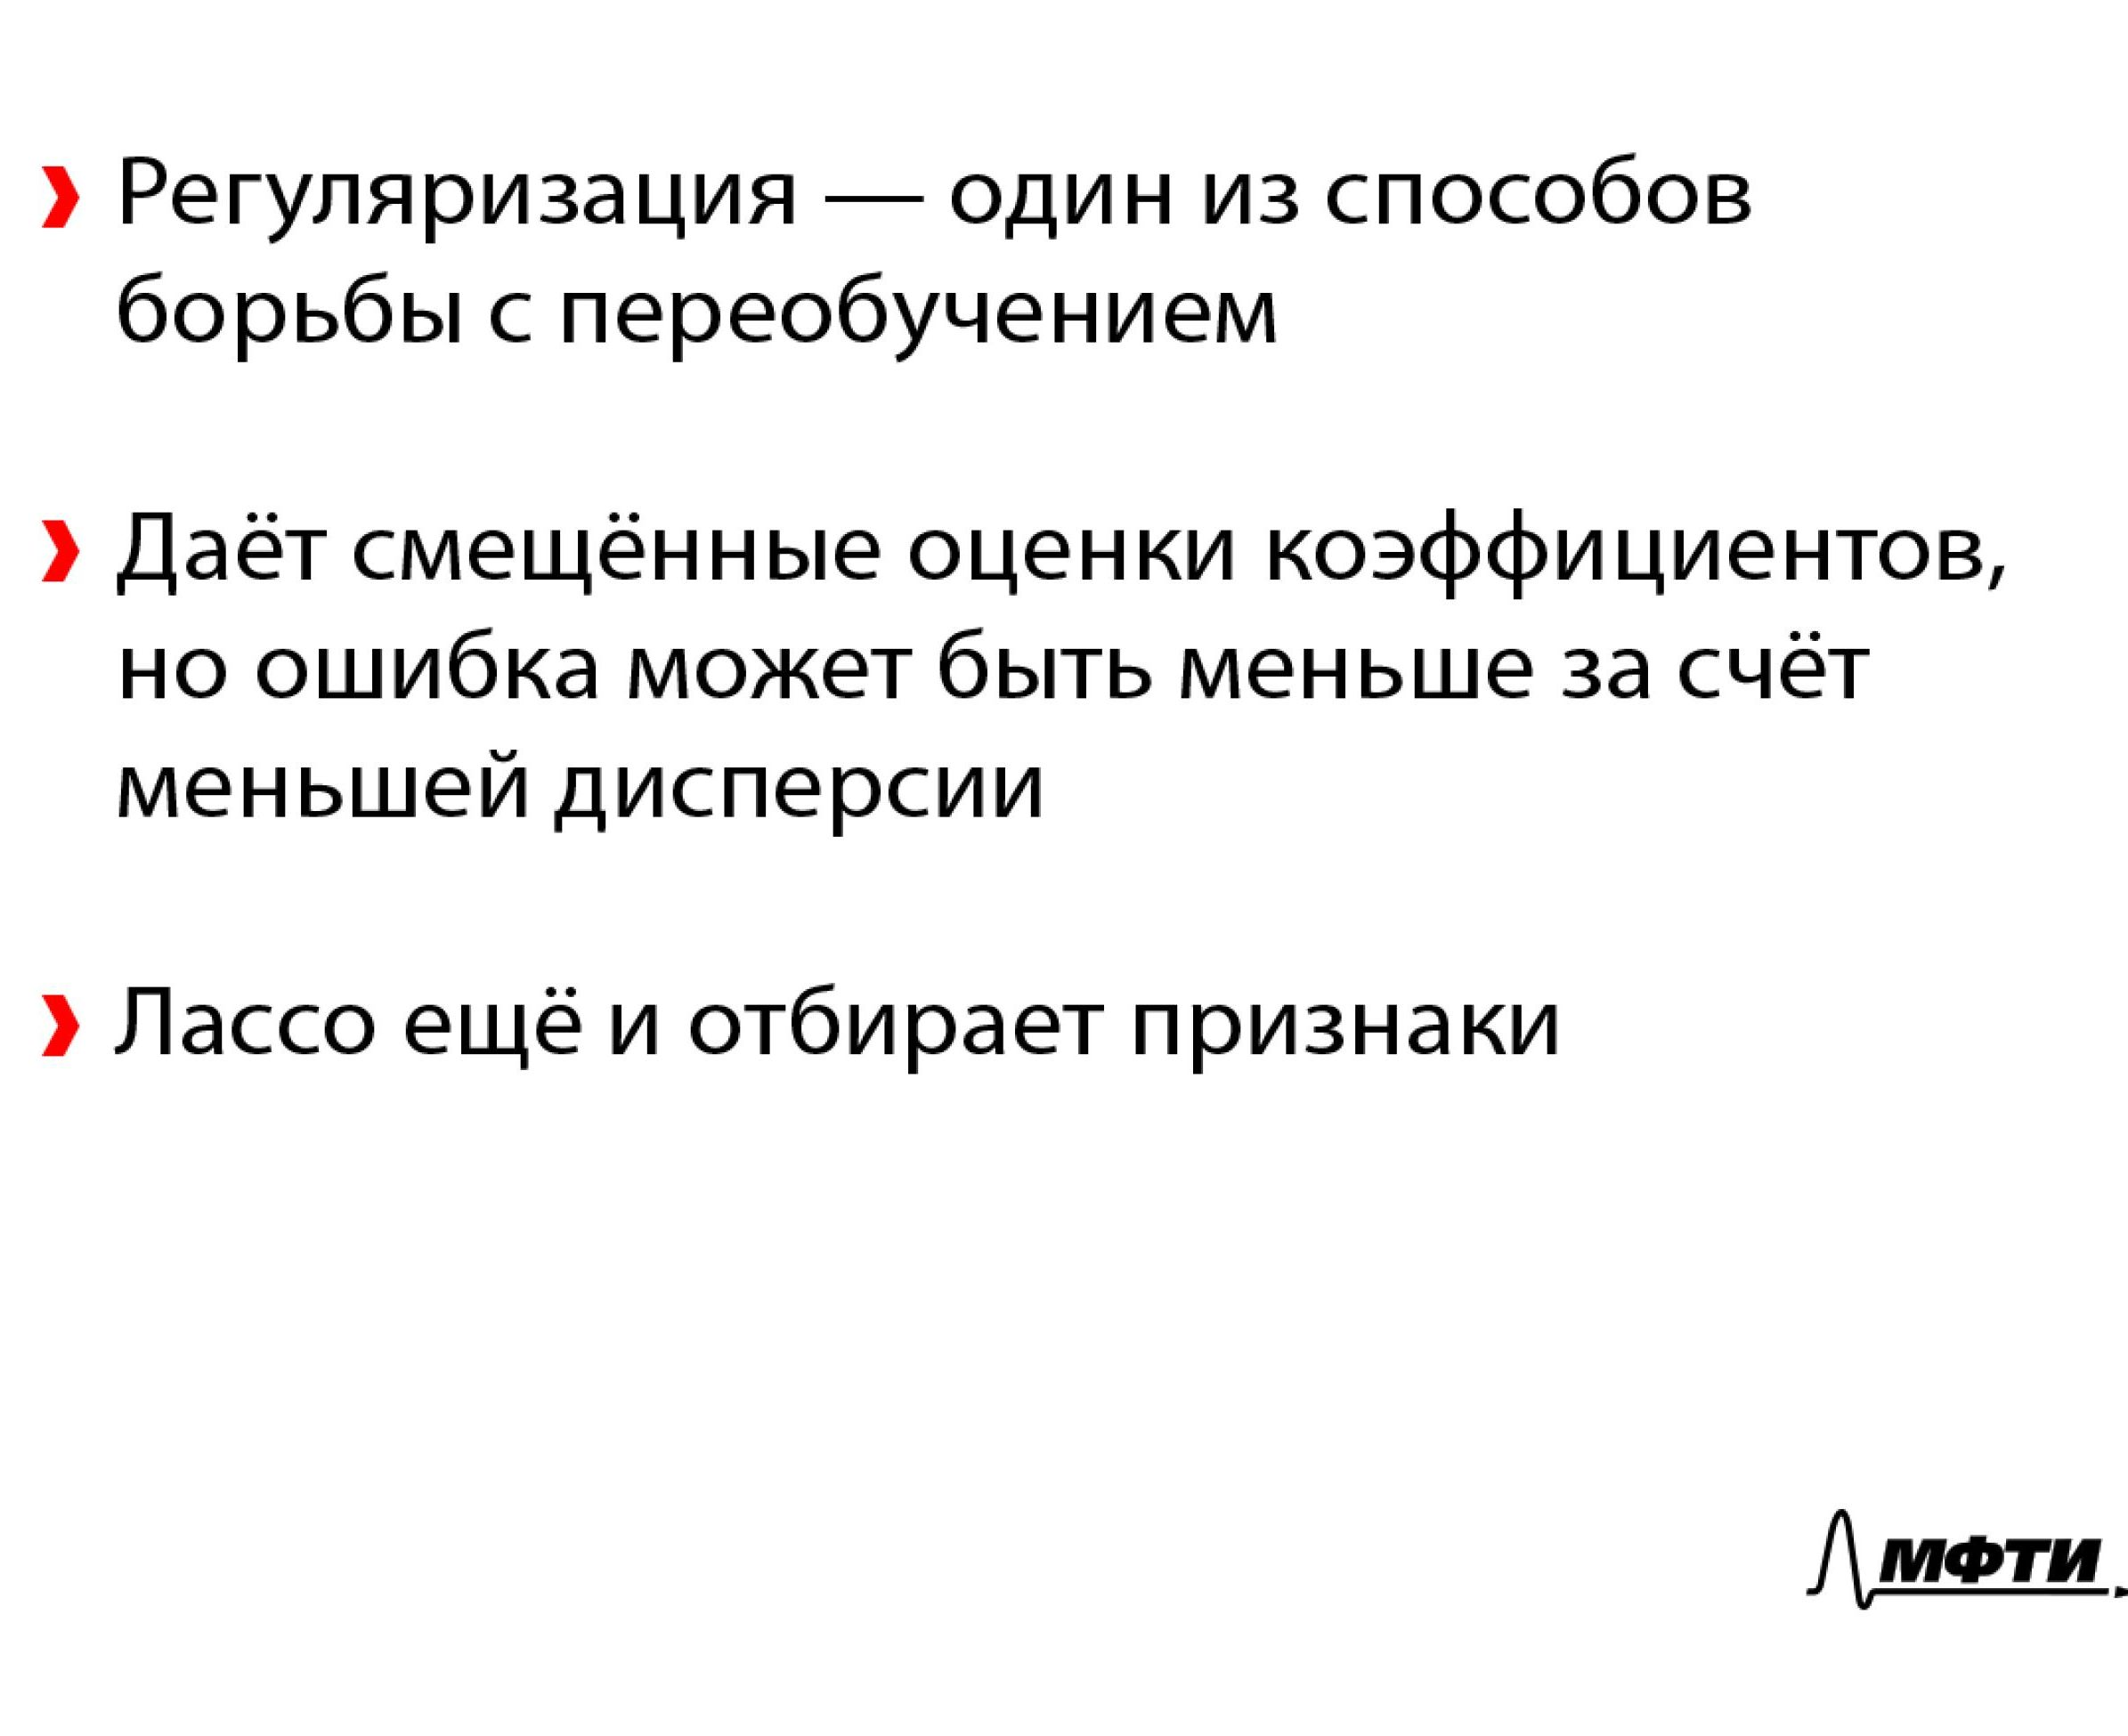 Регуляризация — один из способов
борьбы с переобучением
Даёт смещённые оценки коэффициентов,
но ошибка может быть меньше за счёт
меньшей дисперсии
Лассо ещё и отбирает признаки
МФТИ